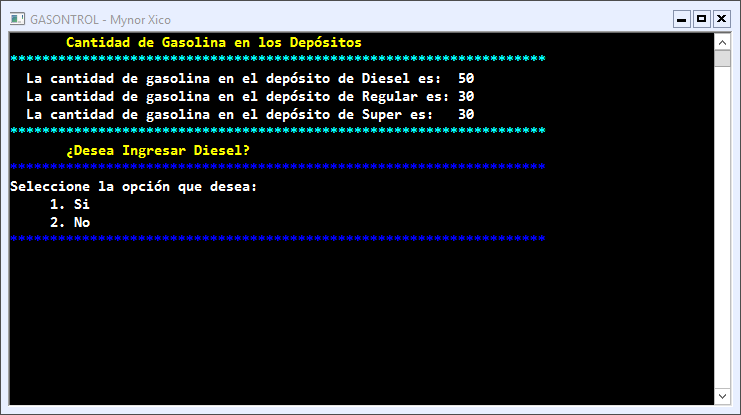 GASONTROL - Mynor Xico
Cantidad de Gasolina en los Depósitos
*******************************************************************
La cantidad de gasolina en el depósito de Diesel es: 50
La cantidad de gasolina en el depósito de Regular es: 30
La cantidad de gasolina en el depósito de Super es: 30
*******************************************************************
¿Desea Ingresar Diesel?
*******************************************************************
Seleccione la opción que desea:
1. Si
2. No
*******************************************************************